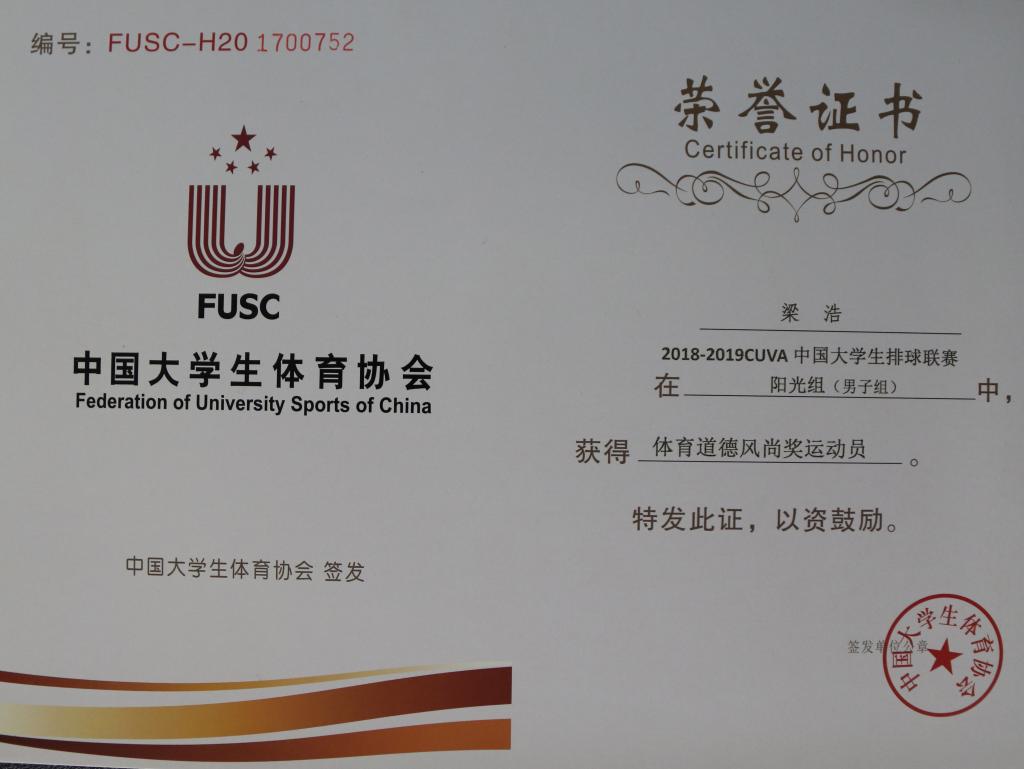 编号：FUSC-H20 1700752
FUSC
中国大学生体育协会
Federation of University Sports of China
中国大学生体育协会 签发
荣誉证书
Certificate of Honor
梁 浩
2018-2019CUVA 中国大学生排球联赛
在 阳光组（男子组） 中，
获得 体育道德风尚奖运动员 。
特发此证，以资鼓励。
签发单位公章
中国大学生体育协会